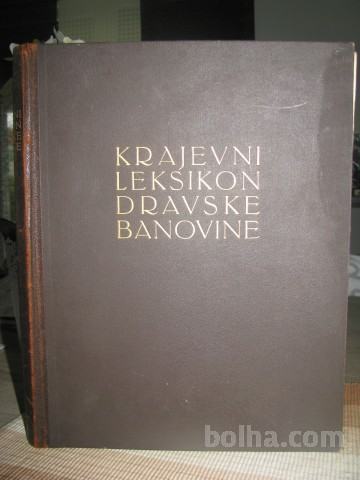 KRAJEVNI
LEKSIKON
DRAVSKE
BANOVINE
bolha.com